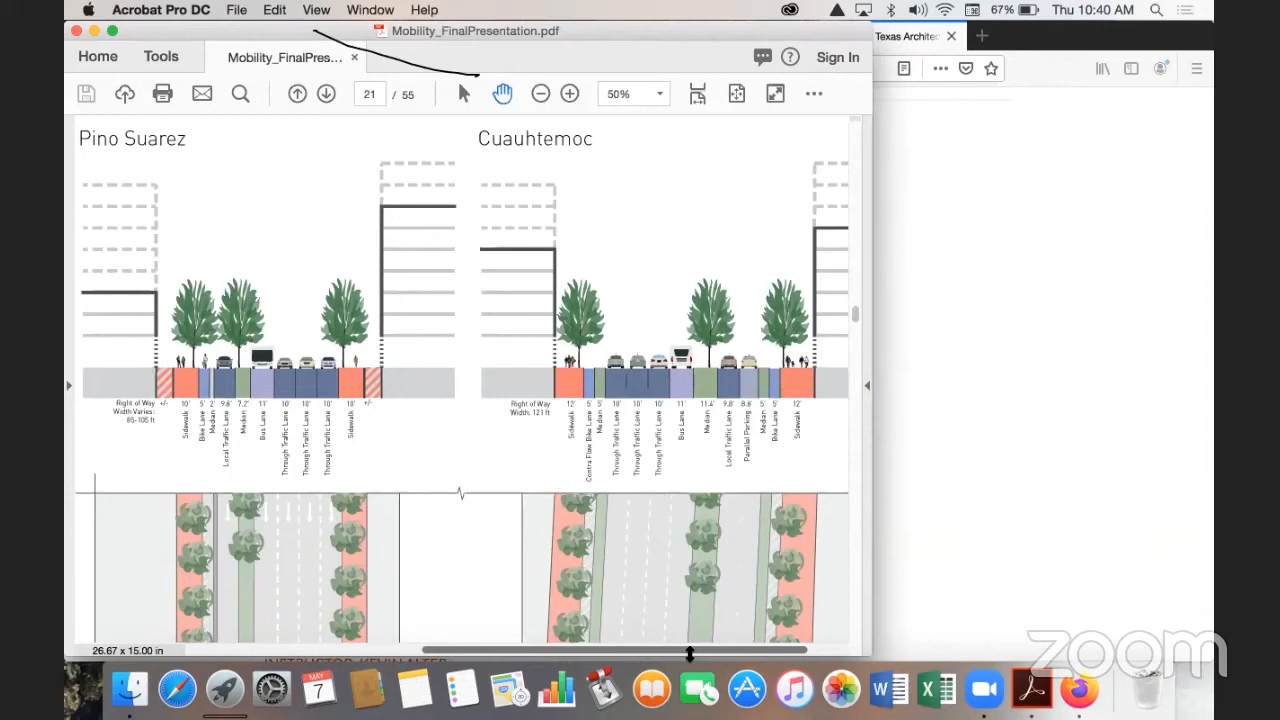 Acrobat Pro DC File Edit View Window Help
67% Thu 10:40 AM
Mobility_FinalPresentation.pdf
Texas Architec
Home Tools Mobility_FinalPres... Sign In
21 / 55 50%
Pino Suarez
Cuauhtemoc
Right of Way
Width Varies:
85-105 ft
+/- 10' 5' 2' 9.8' 7.2' 11' 10' 10' 10' 10' +/-
Sidewalk
Bike Lane
Median
Local Traffic Lane
Median
Bus Lane
Through Traffic Lane
Through Traffic Lane
Through Traffic Lane
Sidewalk
Right of Way
Width: 121 ft
12' 5' 5' 10' 10' 10' 11' 11.4' 9.8' 8.8' 5' 5' 12'
Sidewalk
Contra Flow Bike Lane
Median
Through Traffic Lane
Through Traffic Lane
Through Traffic Lane
Bus Lane
Median
Local Traffic Lane
Parallel Parking
Median
Bike Lane
Sidewalk
26.67 x 15.00 in
INSTRUCTOR KEVIN ALTER
MAY
7
zoom